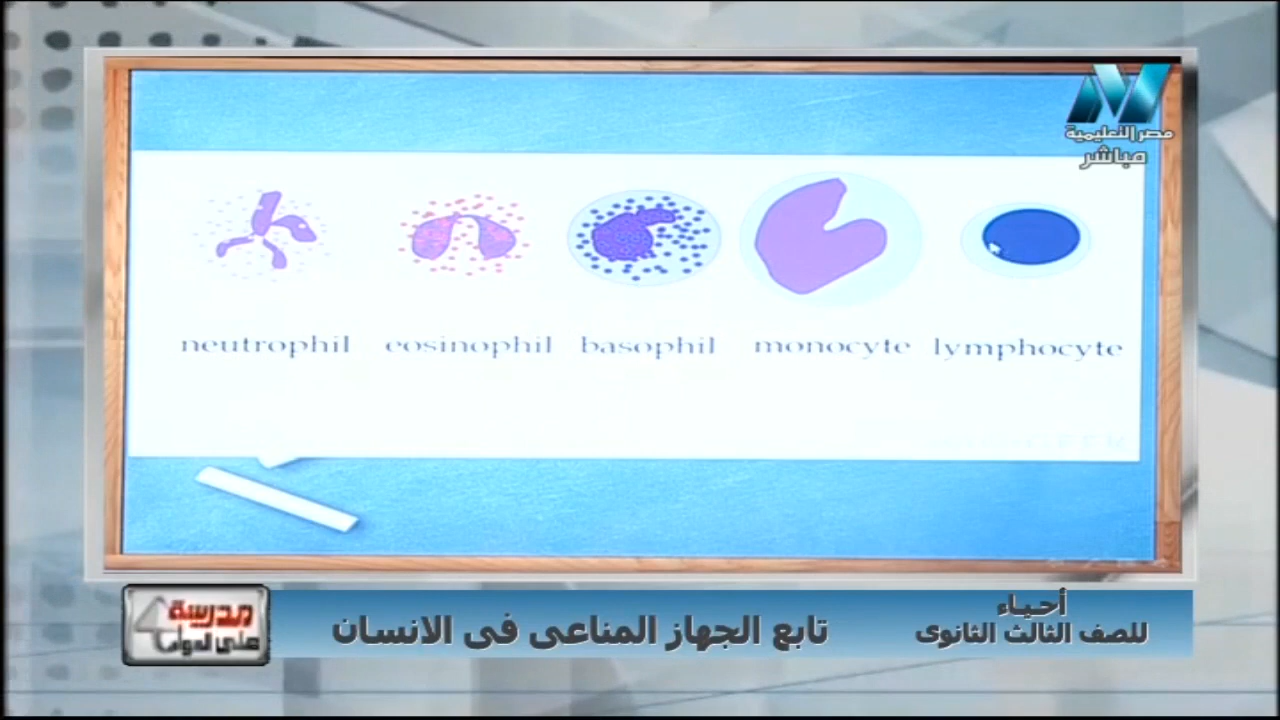 مصر التعليمية
مباشر
neutrophil eosinophil basophil monocyte lymphocyte
أحياء
للصف الثالث الثانوى
تابع الجهاز المناعى فى الانسان
مدرسة
على الهواء